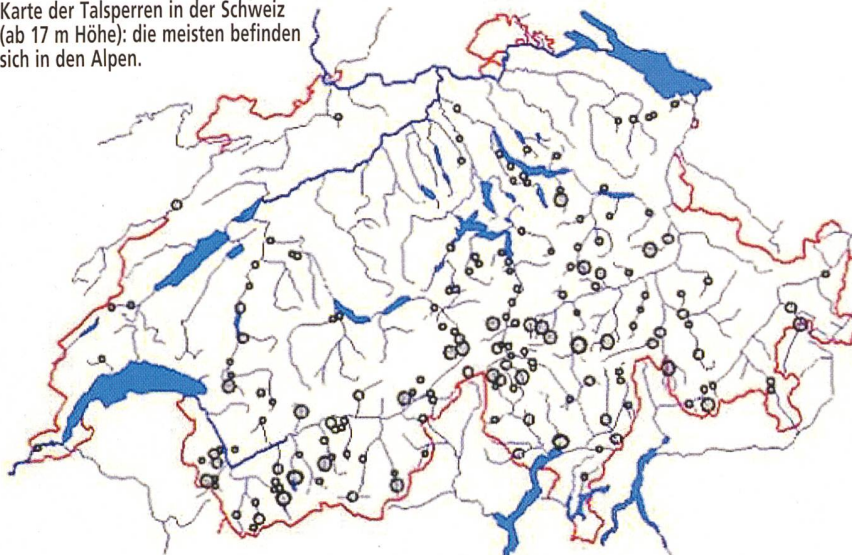 Karte der Talsperren in der Schweiz
(ab 17 m Höhe): die meisten befinden
sich in den Alpen.